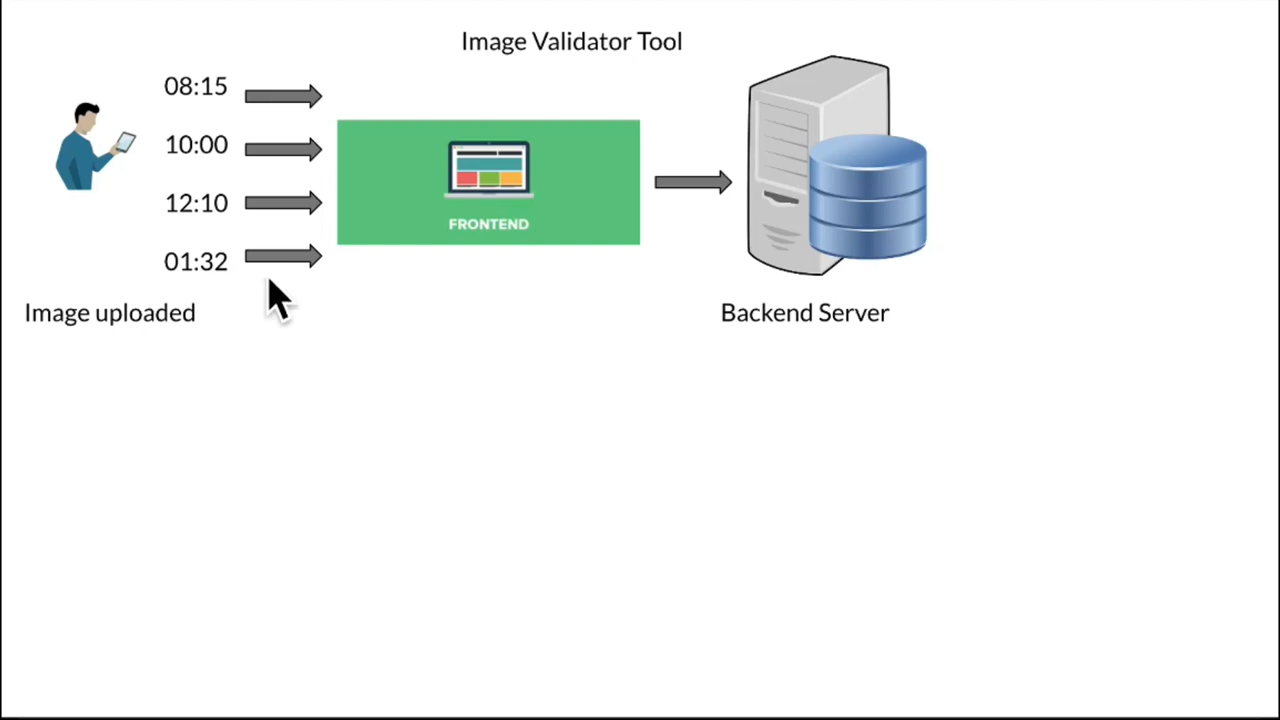 Image Validator Tool
08:15
10:00
12:10
01:32
FRONTEND
Image uploaded
Backend Server